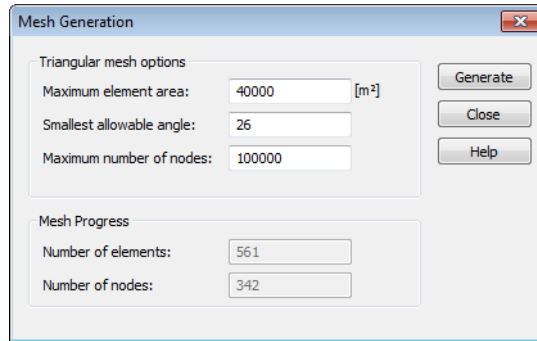 Mesh Generation
Triangular mesh options
Maximum element area: 40000 [m²]
Smallest allowable angle: 26
Maximum number of nodes: 100000
Generate
Close
Help
Mesh Progress
Number of elements: 561
Number of nodes: 342